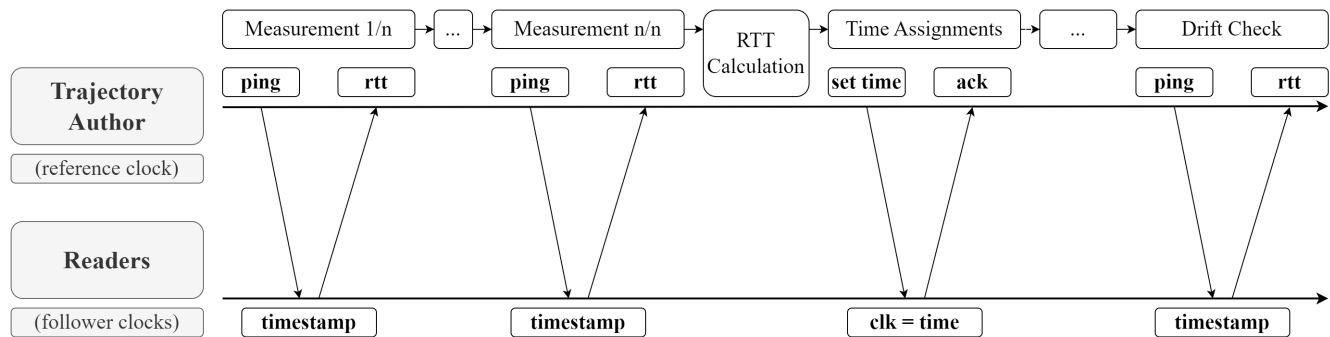 Measurement 1/n
...
Measurement n/n
RTT
Calculation
Time Assignments
...
Drift Check
Trajectory
Author
ping
rtt
ping
rtt
set time
ack
ping
rtt
(reference clock)
Readers
(follower clocks)
timestamp
timestamp
clk = time
timestamp